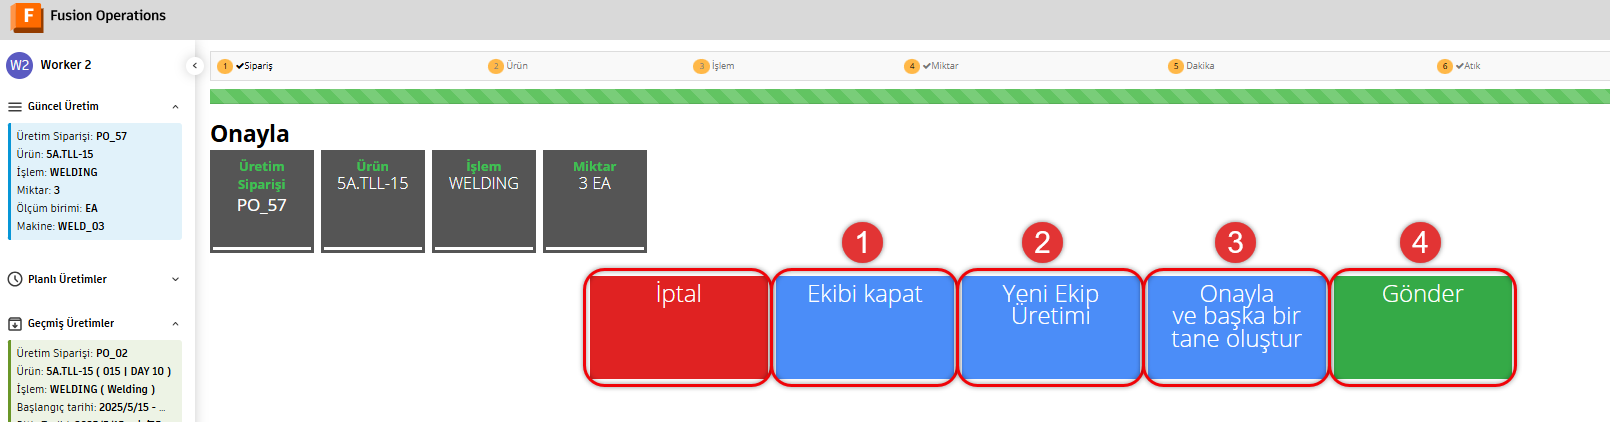 F Fusion Operations
W2 Worker 2
1 Sipariş
2 Ürün
3 İşlem
4 Miktar
5 Dakika
6 Atık
Güncel Üretim
Üretim Siparişi: PO_57
Ürün: 5A.TLL-15
İşlem: WELDING
Miktar: 3
Ölçüm birimi: EA
Makine: WELD_03
Planlı Üretimler
Geçmiş Üretimler
Üretim Siparişi: PO_02
Ürün: 5A.TLL-15 ( 015 | DAY 10 )
İşlem: WELDING ( Welding )
Başlangıç tarihi: 2025/5/15 - ...
Onayla
Üretim
Siparişi
PO_57
Ürün
5A.TLL-15
İşlem
WELDING
Miktar
3 EA
1
2
3
4
İptal
Ekibi kapat
Yeni Ekip
Üretimi
Onayla
ve başka bir
tane oluştur
Gönder